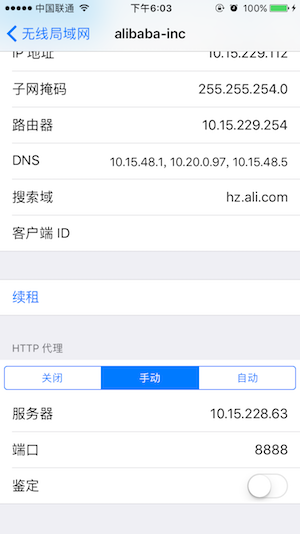 中国联通 下午6:03 100%
无线局域网 alibaba-inc
IP 地址 10.15.229.112
子网掩码 255.255.254.0
路由器 10.15.229.254
DNS 10.15.48.1, 10.20.0.97, 10.15.48.5
搜索域 hz.ali.com
客户端 ID
续租
HTTP 代理
关闭 手动 自动
服务器 10.15.228.63
端口 8888
鉴定